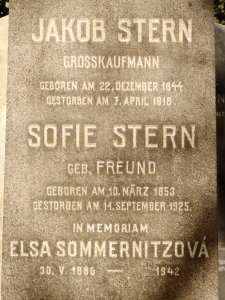 JAKOB STERN
GROSSKAUFMANN
GEBOREN AM 22. DEZEMBER 1844
GESTORBEN AM 7. APRIL 1918.
SOFIE STERN
GEB. FREUND
GEBOREN AM 10. MÄRZ 1853
GESTORBEN AM 14. SEPTEMBER 1925.
IN MEMORIAM
ELSA SOMMERNITZOVÁ
30. V. 1886 — 1942